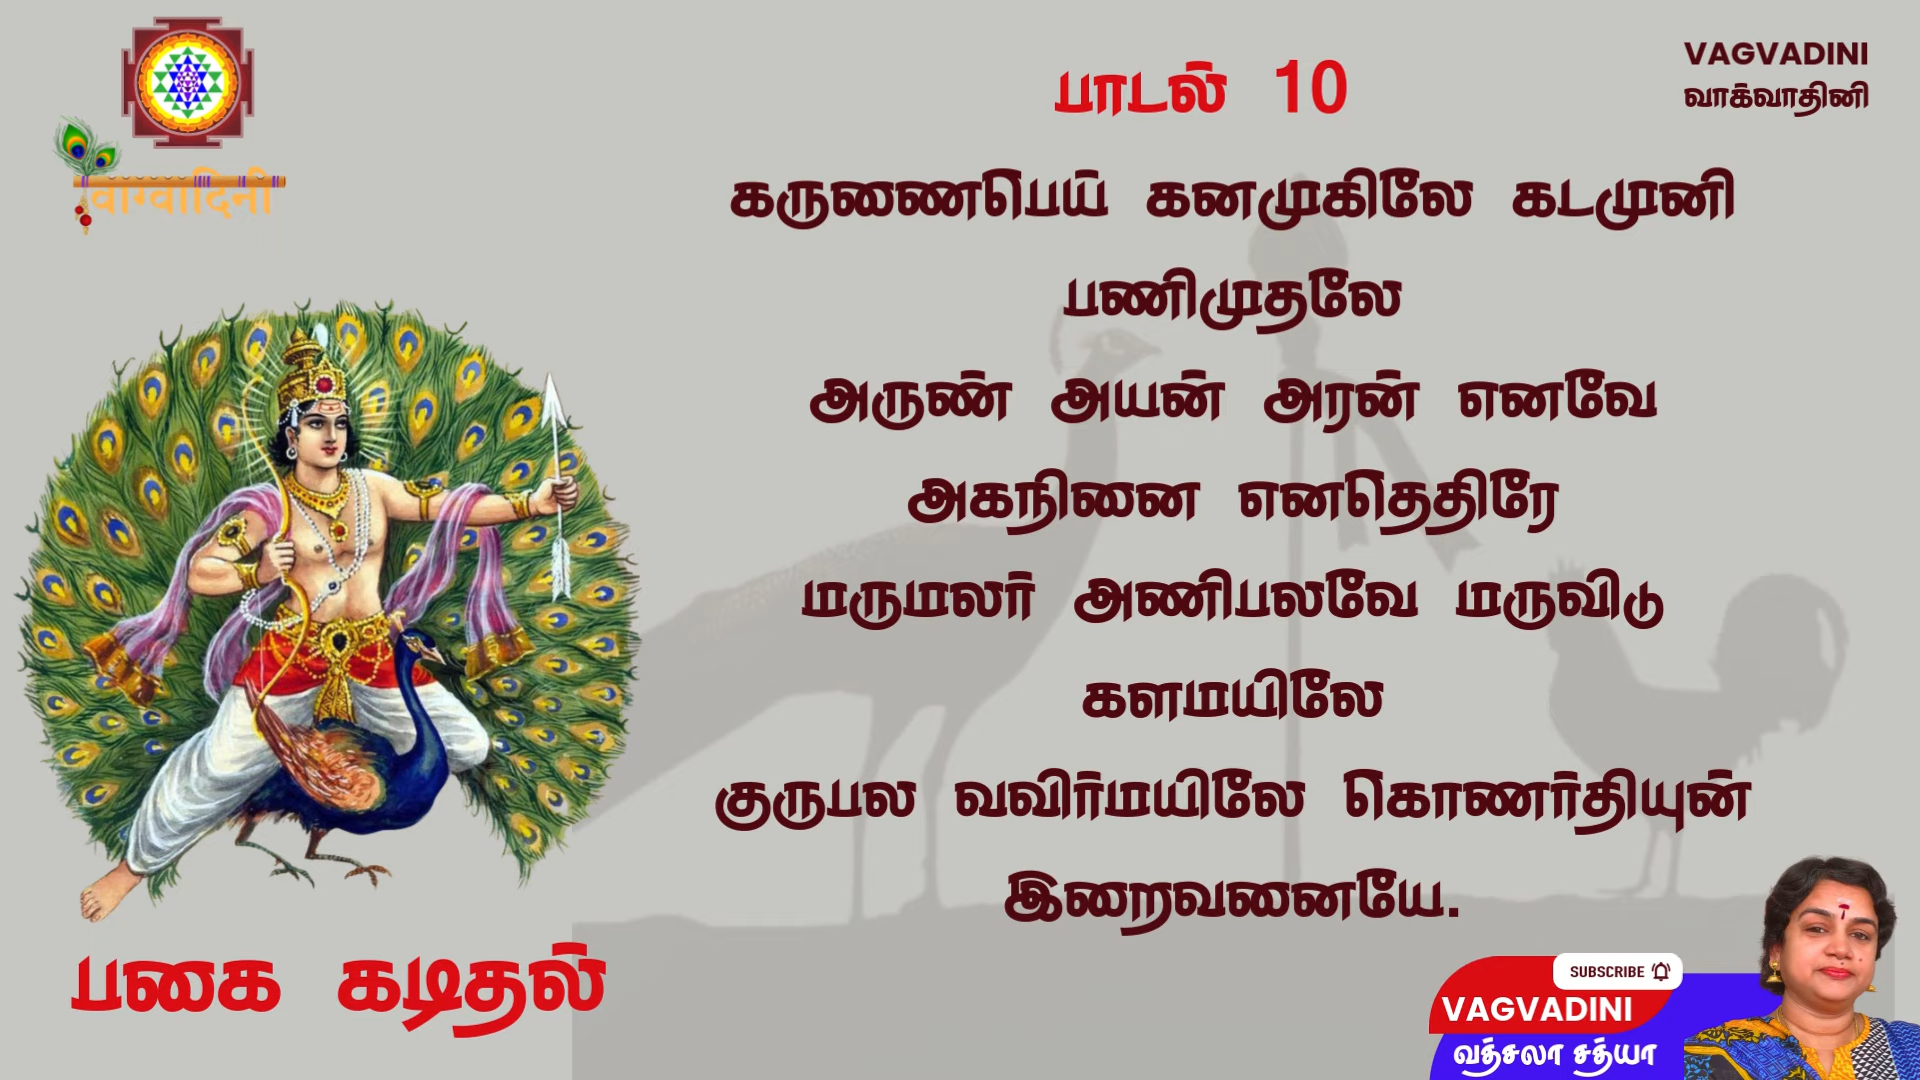 பாடல் 10
VAGVADINI
வாக்வாதினி
वाग्वादिनी
கருணைபெய் கனமுகிலே கடமுனி
பணிமுதலே
அருண் அயன் அரன் எனவே
அகநினை எனதெதிரே
மருமலர் அணிபலவே மருவிடு
களமயிலே
குருபல வவிர்மயிலே கொணர்தியுன்
இறைவனையே.
பகை கடிதல்
SUBSCRIBE
VAGVADINI
வத்சலா சத்யா